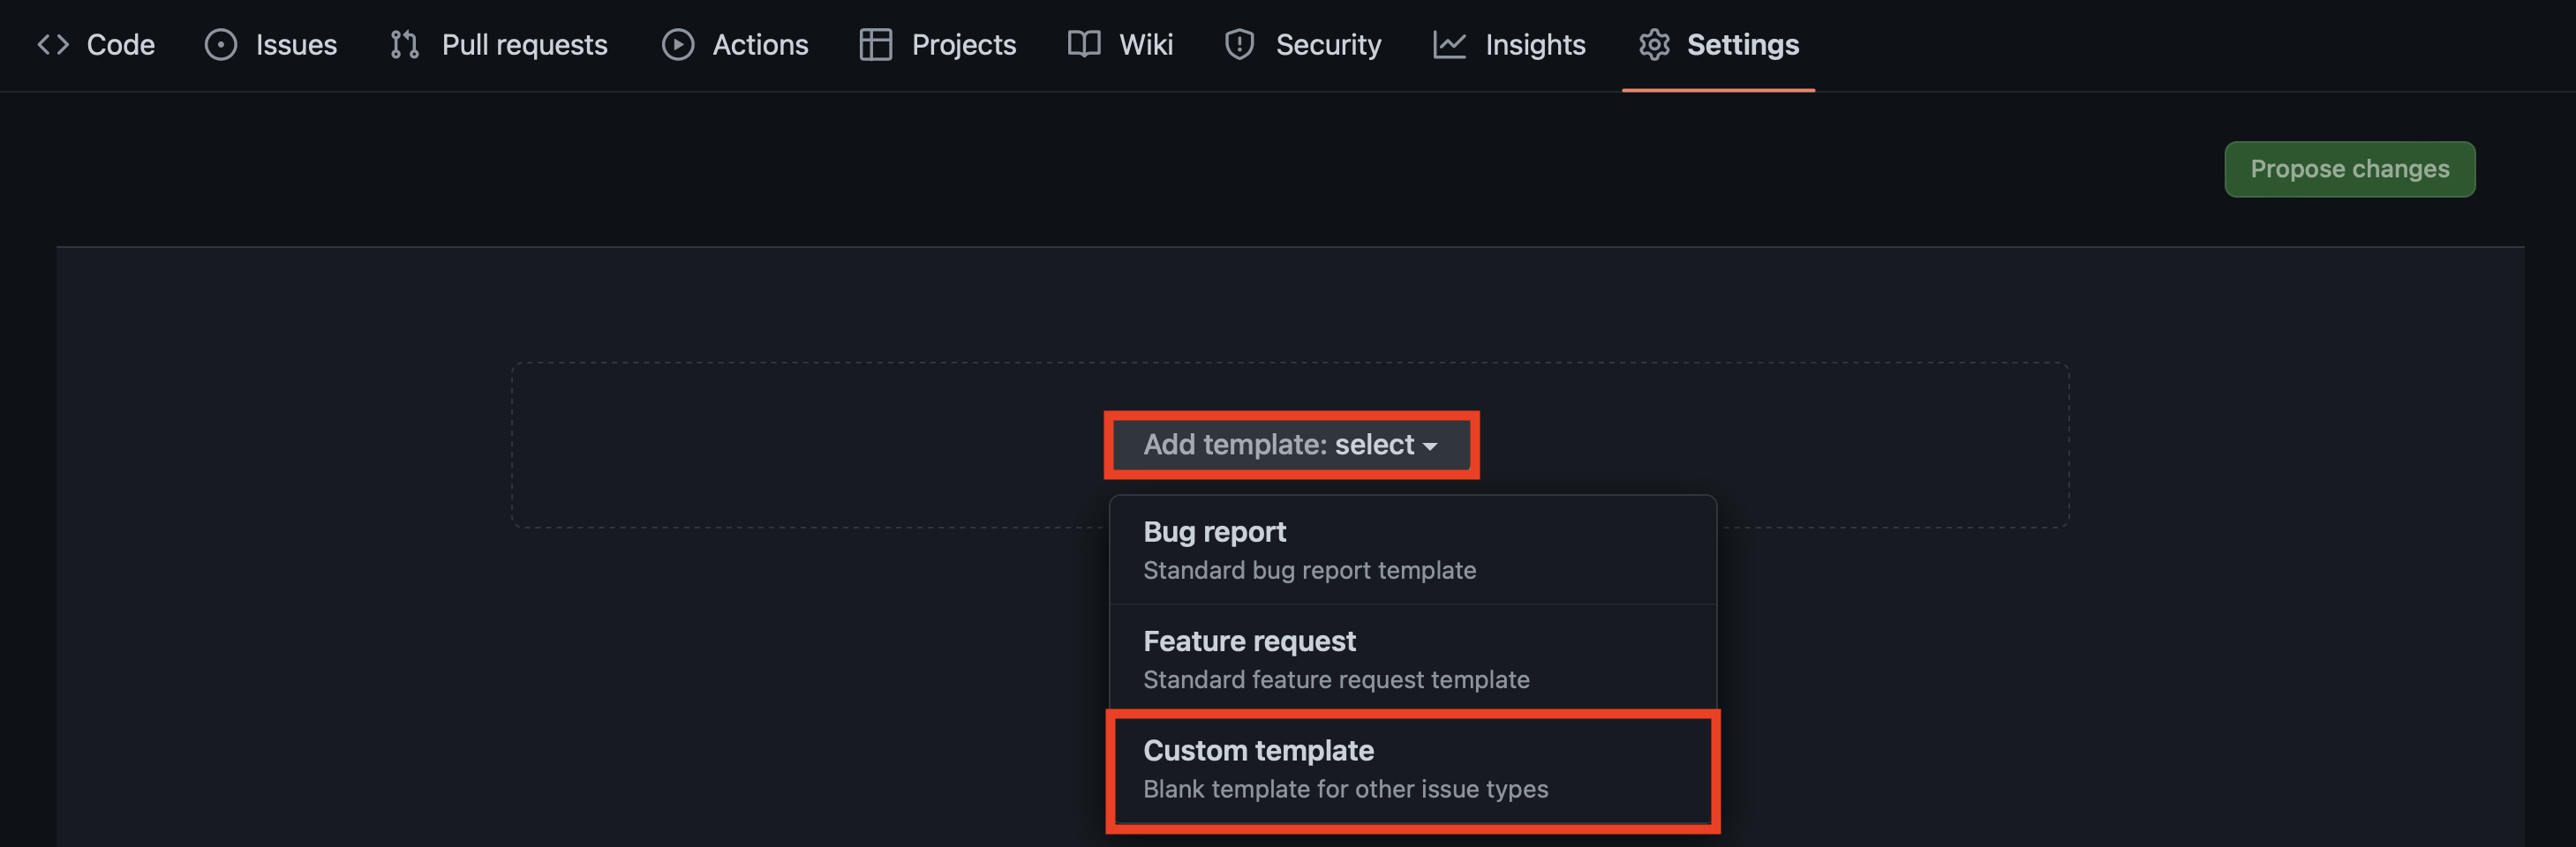 Code Issues Pull requests Actions Projects Wiki Security Insights Settings
Propose changes
Add template: select
Bug report
Standard bug report template
Feature request
Standard feature request template
Custom template
Blank template for other issue types